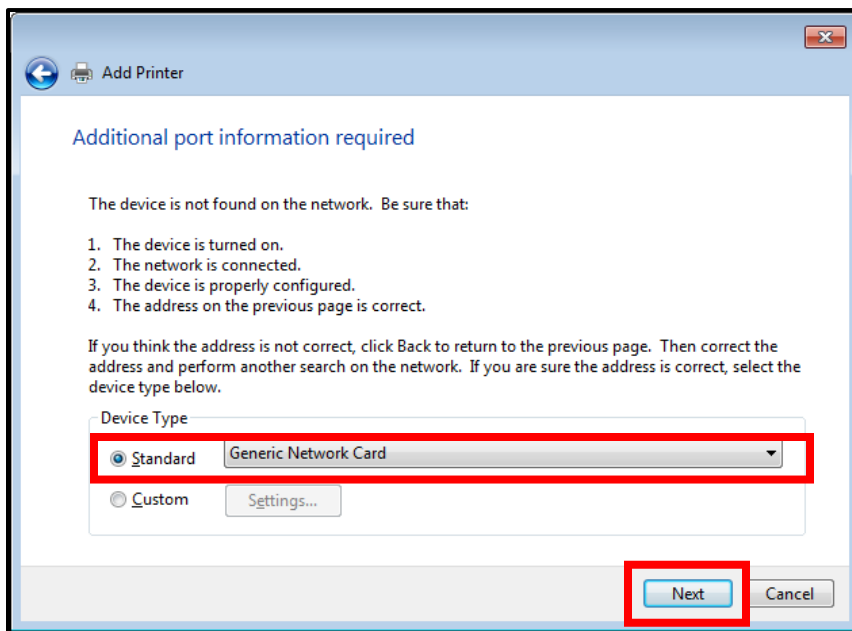 Add Printer
Additional port information required
The device is not found on the network. Be sure that:
1. The device is turned on.
2. The network is connected.
3. The device is properly configured.
4. The address on the previous page is correct.
If you think the address is not correct, click Back to return to the previous page. Then correct the
address and perform another search on the network. If you are sure the address is correct, select the
device type below.
Device Type
Standard Generic Network Card
Custom Settings...
Next Cancel